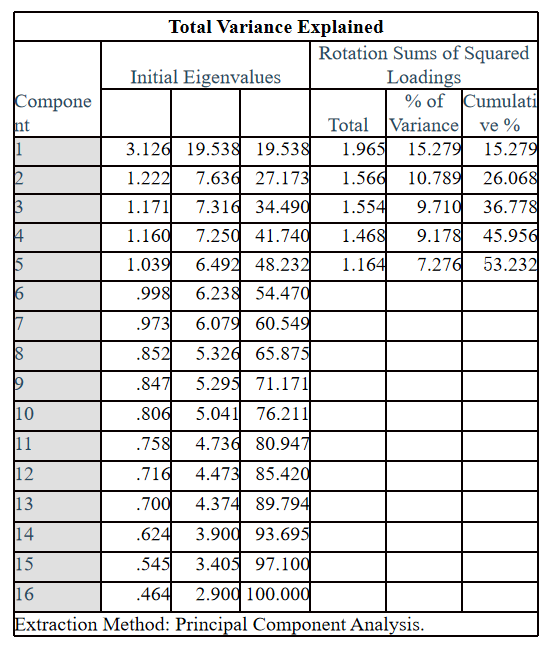 Total Variance Explained
Rotation Sums of Squared
Initial Eigenvalues Loadings
Compone % of Cumulati
nt Total Variance ve %
1 3.126 19.538 19.538 1.965 15.279 15.279
2 1.222 7.636 27.173 1.566 10.789 26.068
3 1.171 7.316 34.490 1.554 9.710 36.778
4 1.160 7.250 41.740 1.468 9.178 45.956
5 1.039 6.492 48.232 1.164 7.276 53.232
6 .998 6.238 54.470
7 .973 6.079 60.549
8 .852 5.326 65.875
9 .847 5.295 71.171
10 .806 5.041 76.211
11 .758 4.736 80.947
12 .716 4.473 85.420
13 .700 4.374 89.794
14 .624 3.900 93.695
15 .545 3.405 97.100
16 .464 2.900 100.000
Extraction Method: Principal Component Analysis.